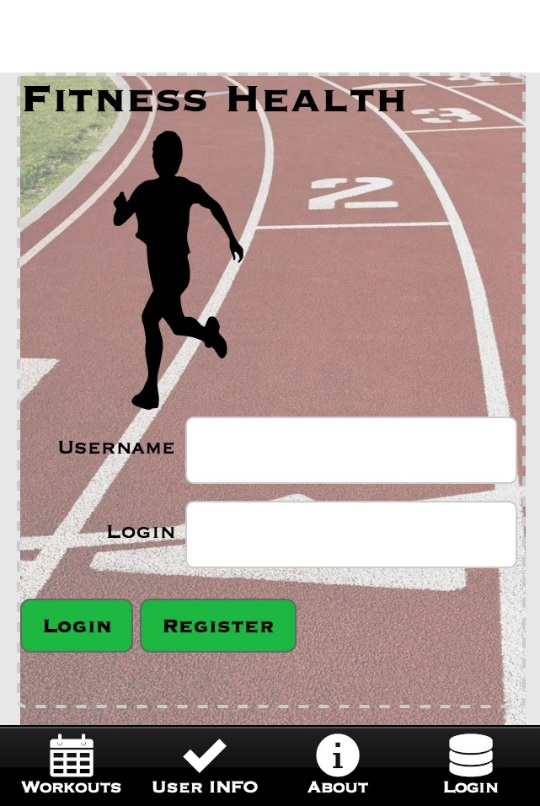 Fitness Health
2
3
Username
Login
Login Register
Workouts User INFO About Login